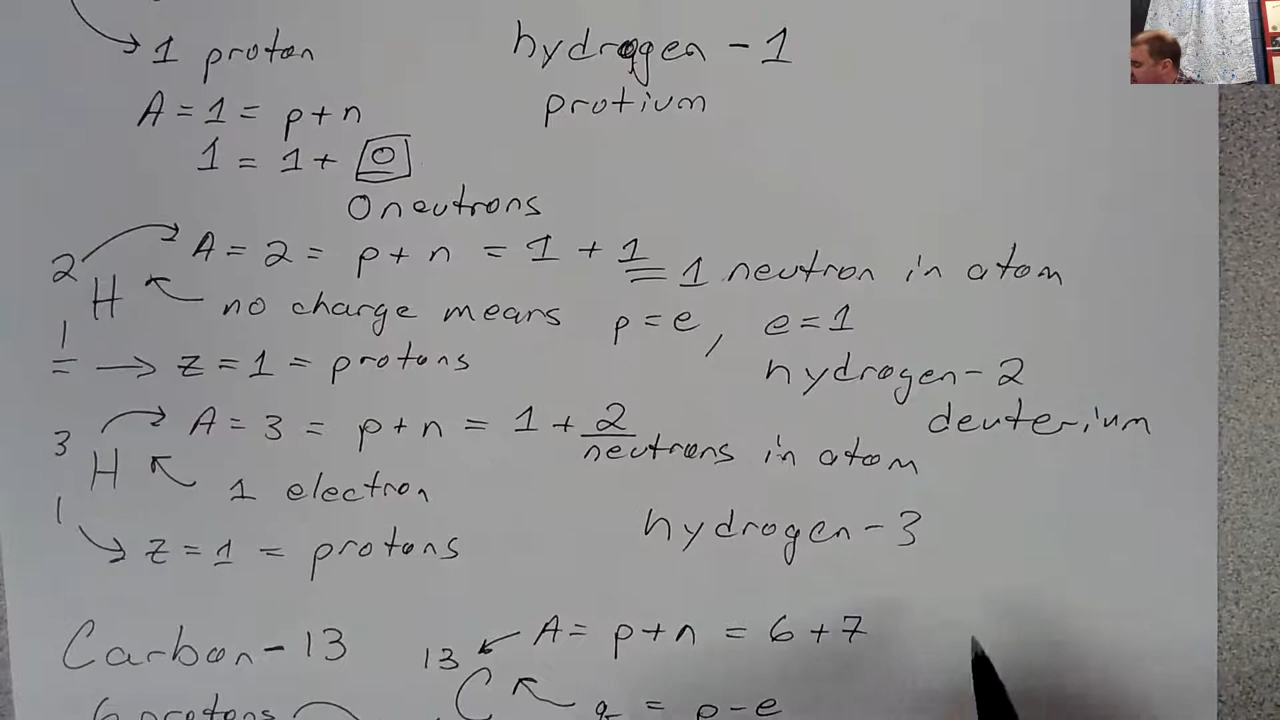 1 proton
hydrogen - 1
protium
A = 1 = p + n
1 = 1 + 0
0 neutrons
2 H 1
A = 2 = p + n = 1 + 1
1 neutron in atom
no charge means p = e, e = 1
→ z = 1 = protons
hydrogen - 2
deuterium
3 H 1
A = 3 = p + n = 1 + 2
neutrons in atom
1 electron
z = 1 = protons
hydrogen - 3
Carbon - 13
13 C
A = p + n = 6 + 7
6 protons
q = p - e